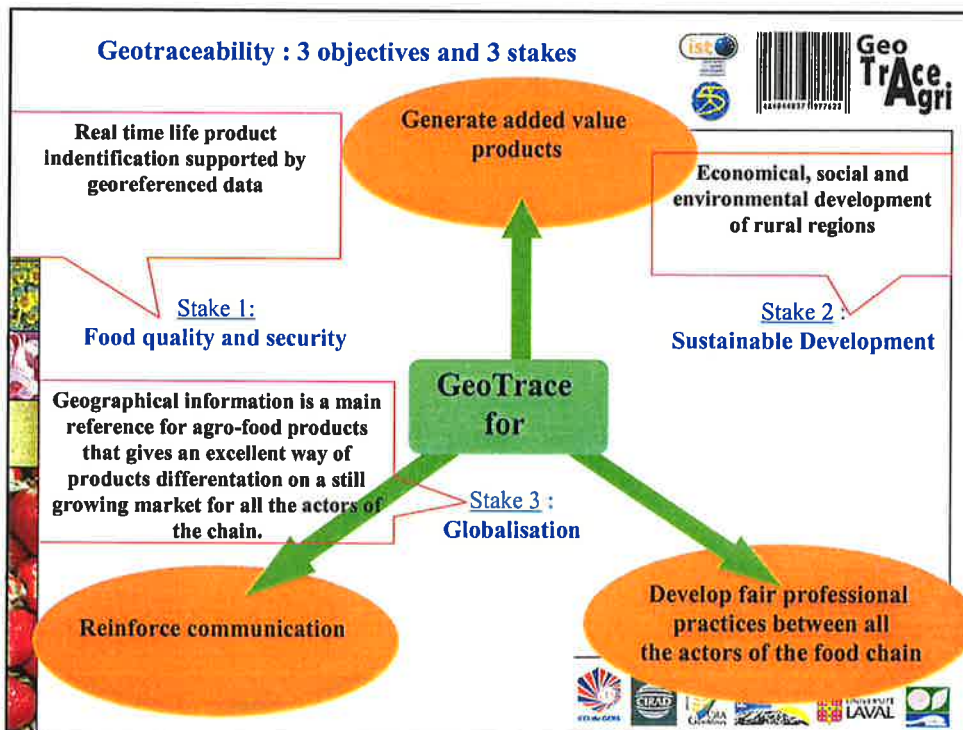 Geotraceability : 3 objectives and 3 stakes
ist
Geo
TrAce
Agri
Generate added value
products
Real time life product
indentification supported by
georeferenced data
Economical, social and
environmental development
of rural regions
Stake 1:
Food quality and security
Stake 2 :
Sustainable Development
GeoTrace
for
Geographical information is a main
reference for agro-food products
that gives an excellent way of
products differentation on a still
growing market for all the actors of
the chain.
Stake 3 :
Globalisation
Reinforce communication
Develop fair professional
practices between all
the actors of the food chain
CCI du GERS
CIRAD
UNIVERSITÉ
LAVAL